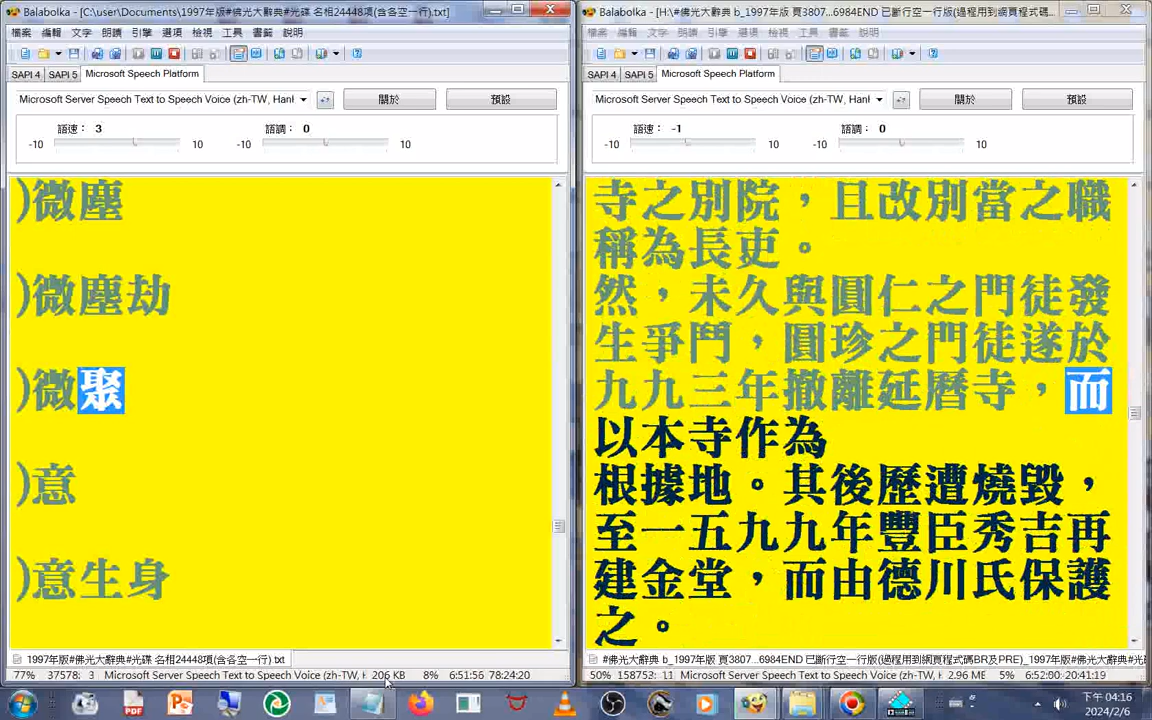 Balabolka - [C:\user\Documents\1997年版#佛光大辭典#光碟 名相24448項(含各空一行).txt]
檔案 編輯 文字 朗讀 引擎 選項 檢視 工具 書籤 說明
SAPI 4 SAPI 5 Microsoft Speech Platform
Microsoft Server Speech Text to Speech Voice (zh-TW, Han
關於 預設
語速： 3 語調： 0
-10 10 -10 10
)微塵
)微塵劫
)微聚
)意
)意生身
1997年版#佛光大辭典#光碟 名相24448項(含各空一行).txt
77% 37578: 3 Microsoft Server Speech Text to Speech Voice (zh-TW, H 206 KB 8% 6:51:56 78:24:20
Balabolka - [H:\#佛光大辭典 b_1997年版 頁3807...6984END 已斷行空一行版(過程用到網頁程式碼...
檔案 編輯 文字 朗讀 引擎 選項 檢視 工具 書籤 說明
SAPI 4 SAPI 5 Microsoft Speech Platform
Microsoft Server Speech Text to Speech Voice (zh-TW, Han
關於 預設
語速： -1 語調： 0
-10 10 -10 10
寺之別院，且改別當之職
稱為長吏。
然，未久與圓仁之門徒發
生爭鬥，圓珍之門徒遂於
九九三年撤離延曆寺，而
以本寺作為
根據地。其後歷遭燒毀，
至一五九九年豐臣秀吉再
建金堂，而由德川氏保護
之。
#佛光大辭典 b_1997年版 頁3807...6984END 已斷行空一行版(過程用到網頁程式碼BR及PRE)_1997年版#佛光
50% 158753: 11 Microsoft Server Speech Text to Speech Voice (zh-TW, H 2.96 ME 5% 6:52:00 20:41:19
PDF
下午 04:16
2024/2/6